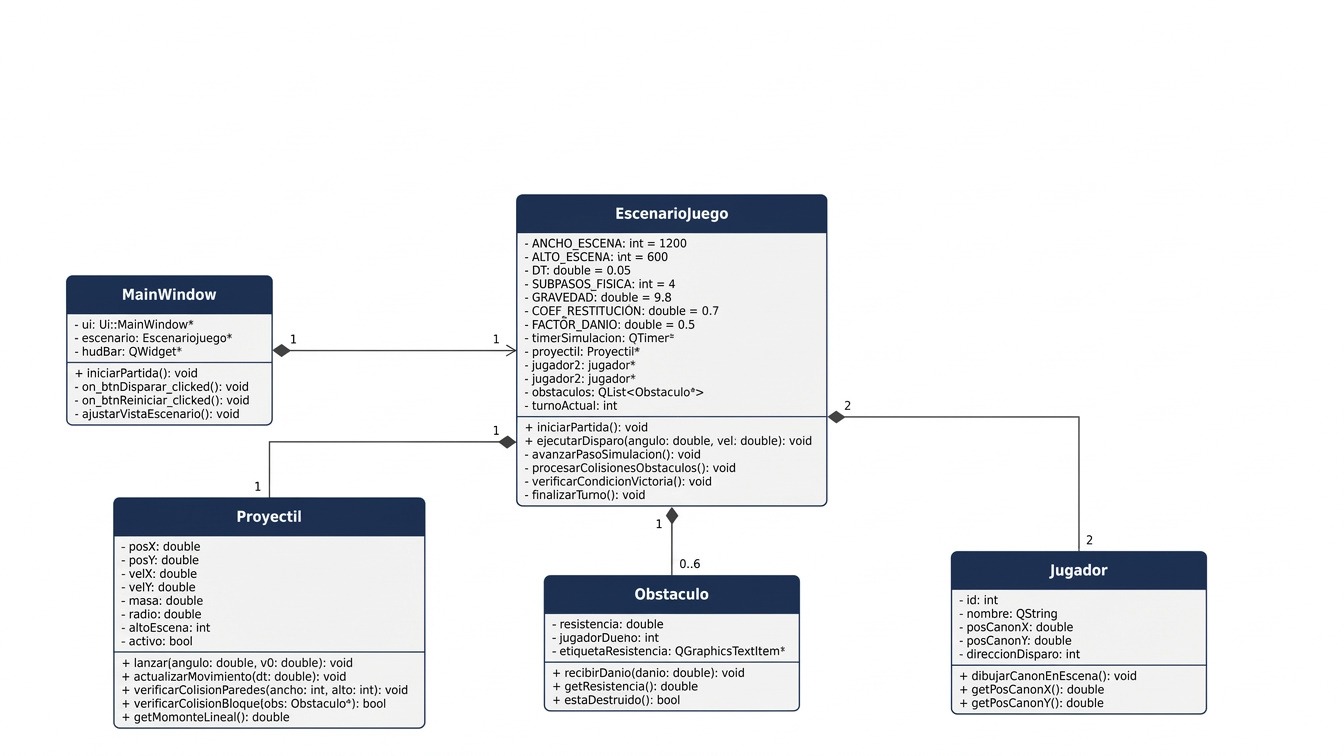 EscenarioJuego
- ANCHO_ESCENA: int = 1200
- ALTO_ESCENA: int = 600
- DT: double = 0.05
- SUBPASOS_FISICA: int = 4
- GRAVEDAD: double = 9.8
- COEF_RESTITUCIÓN: double = 0.7
- FACTOR_DANIO: double = 0.5
- timerSimulacion: QTimer*
- proyectil: Proyectil*
- jugador2: jugador*
- jugador2: jugador*
- obstaculos: QList<Obstaculo*>
- turnoActual: int
+ iniciarPartida(): void
+ ejecutarDisparo(angulo: double, vel: double): void
- avanzarPasoSimulacion(): void
- procesarColisionesObstaculos(): void
- verificarCondicionVictoria(): void
- finalizarTurno(): void
MainWindow
- ui: Ui::MainWindow*
- escenario: Escenariojuego*
- hudBar: QWidget*
+ iniciarPartida(): void
- on_btnDisparar_clicked(): void
- on_btnReiniciar_clicked(): void
- ajustarVistaEscenario(): void
1
1
1
1
2
2
1
0..6
Proyectil
- posX: double
- posY: double
- velX: double
- velY: double
- masa: double
- radio: double
- altoEscena: int
- activo: bool
+ lanzar(angulo: double, v0: double): void
+ actualizarMovimiento(dt: double): void
+ verificarColisionParedes(ancho: int, alto: int): void
+ verificarColisionBloque(obs: Obstaculo*): bool
+ getMomonteLineal(): double
Obstaculo
- resistencia: double
- jugadorDueno: int
- etiquetaResistencia: QGraphicsTextItem*
+ recibirDanio(danio: double): void
+ getResistencia(): double
+ estaDestruido(): bool
Jugador
- id: int
- nombre: QString
- posCanonX: double
- posCanonY: double
- direccionDisparo: int
+ dibujarCanonEnEscena(): void
+ getPosCanonX(): double
+ getPosCanonY(): double